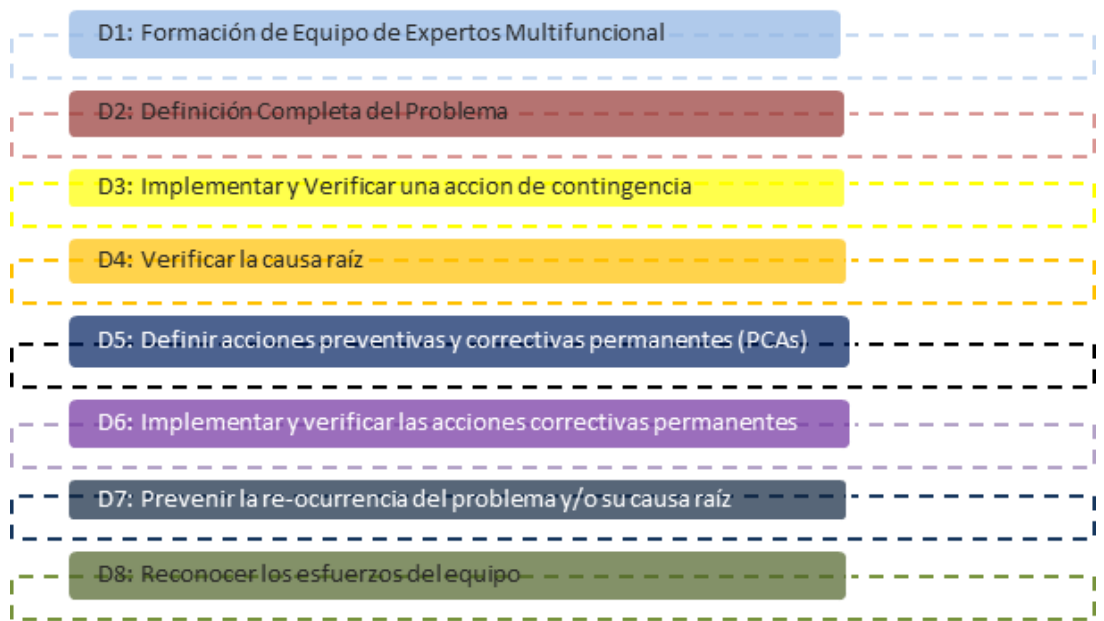 D1: Formación de Equipo de Expertos Multifuncional
D2: Definición Completa del Problema
D3: Implementar y Verificar una accion de contingencia
D4: Verificar la causa raíz
D5: Definir acciones preventivas y correctivas permanentes (PCAs)
D6: Implementar y verificar las acciones correctivas permanentes
D7: Prevenir la re-ocurrencia del problema y/o su causa raíz
D8: Reconocer los esfuerzos del equipo